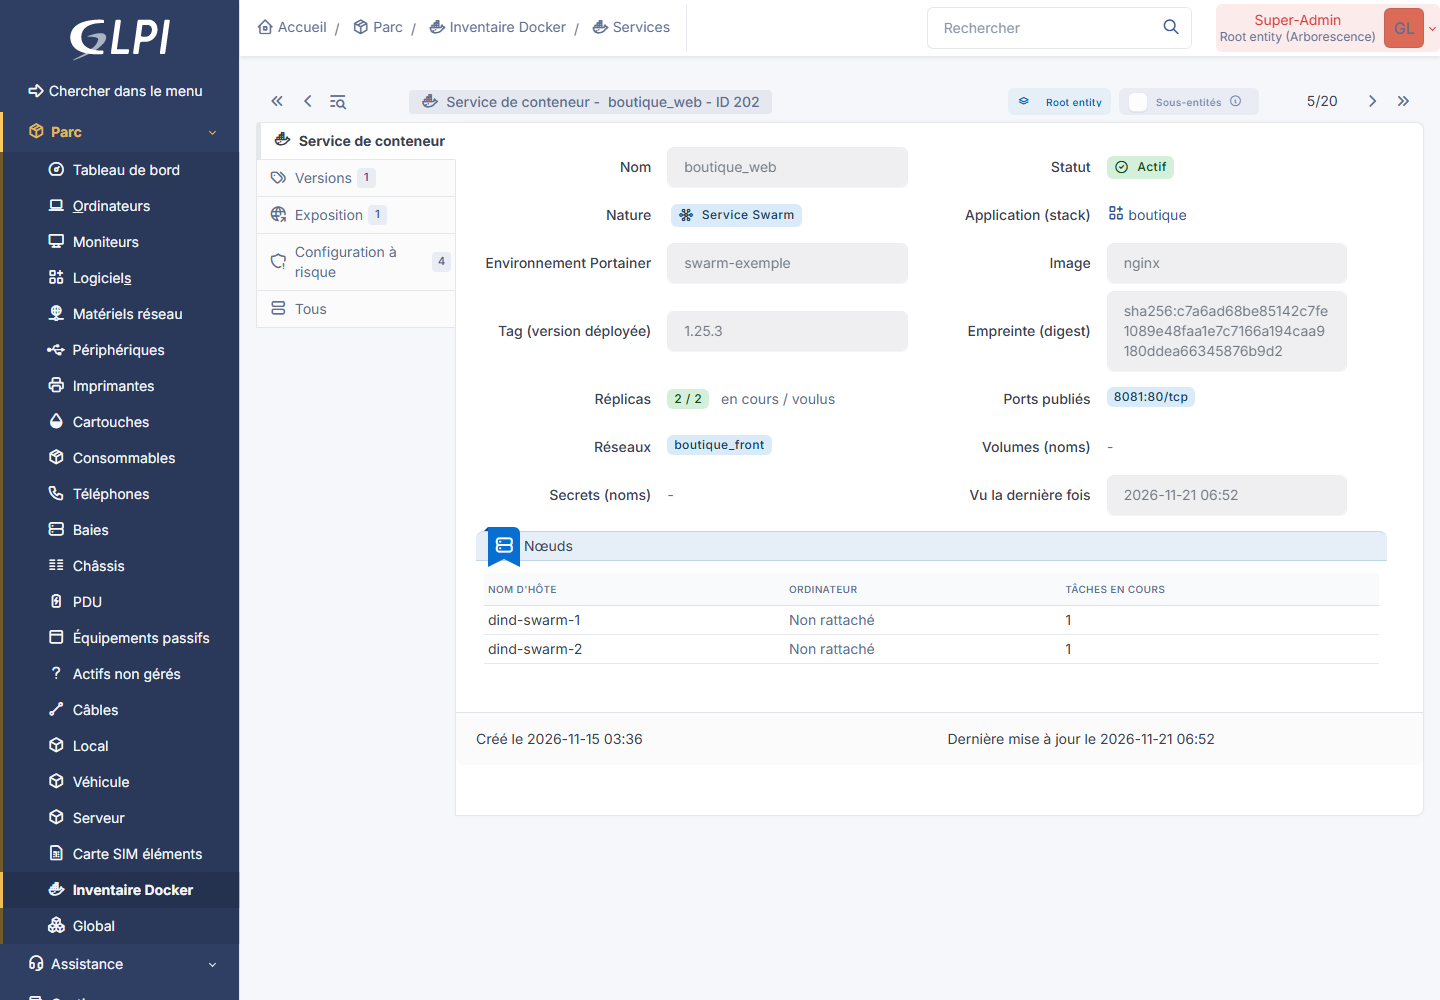 GLPI
Chercher dans le menu
Parc
Tableau de bord
Ordinateurs
Moniteurs
Logiciels
Matériels réseau
Périphériques
Imprimantes
Cartouches
Consommables
Téléphones
Baies
Châssis
PDU
Équipements passifs
Actifs non gérés
Câbles
Local
Véhicule
Serveur
Carte SIM éléments
Inventaire Docker
Global
Assistance
Accueil / Parc / Inventaire Docker / Services
Rechercher
Super-Admin
Root entity (Arborescence)
GL
Service de conteneur - boutique_web - ID 202
Root entity
Sous-entités
5/20
Service de conteneur
Versions 1
Exposition 1
Configuration à risque 4
Tous
Nom boutique_web
Statut Actif
Nature Service Swarm
Application (stack) boutique
Environnement Portainer swarm-exemple
Image nginx
Tag (version déployée) 1.25.3
Empreinte (digest)
sha256:c7a6ad68be85142c7fe
1089e48faa1e7c7166a194caa9
180ddea66345876b9d2
Réplicas 2 / 2 en cours / voulus
Ports publiés 8081:80/tcp
Réseaux boutique_front
Volumes (noms) -
Secrets (noms) -
Vu la dernière fois 2026-11-21 06:52
Nœuds
NOM D'HÔTE ORDINATEUR TÂCHES EN COURS
dind-swarm-1 Non rattaché 1
dind-swarm-2 Non rattaché 1
Créé le 2026-11-15 03:36
Dernière mise à jour le 2026-11-21 06:52